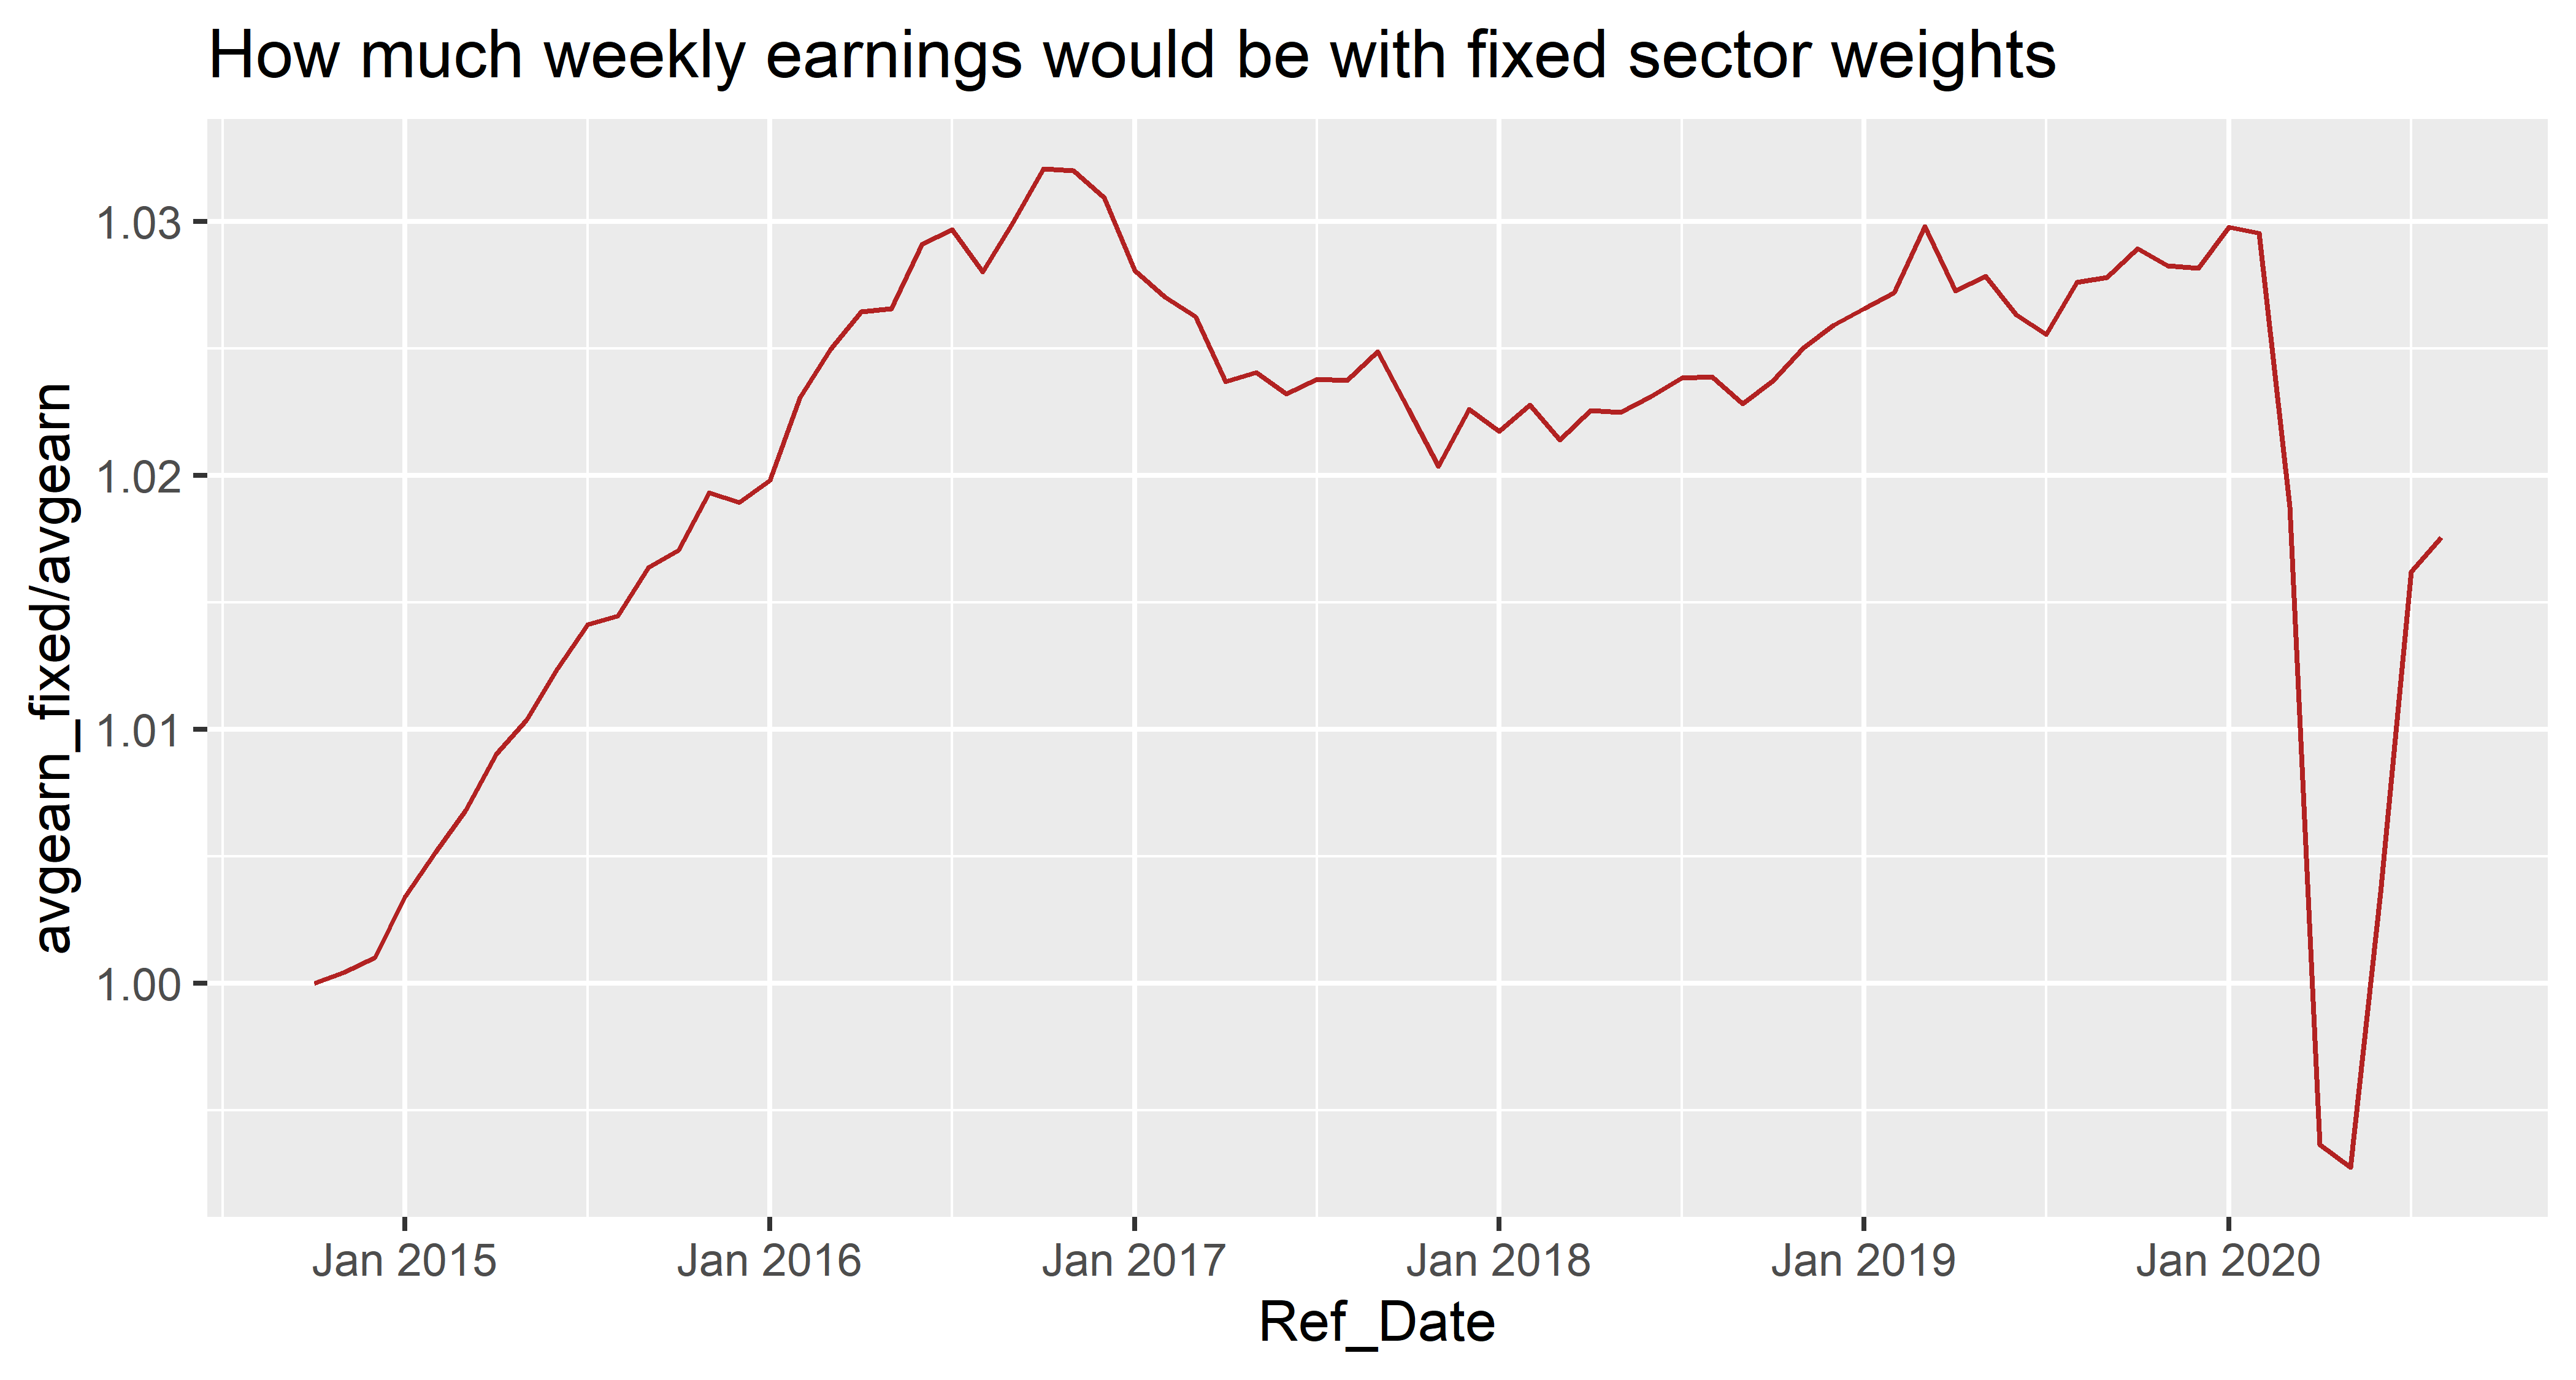 How much weekly earnings would be with fixed sector weights
avgearn_fixed/avgearn
1.03
1.02
1.01
1.00
Jan 2015
Jan 2016
Jan 2017
Jan 2018
Jan 2019
Jan 2020
Ref_Date